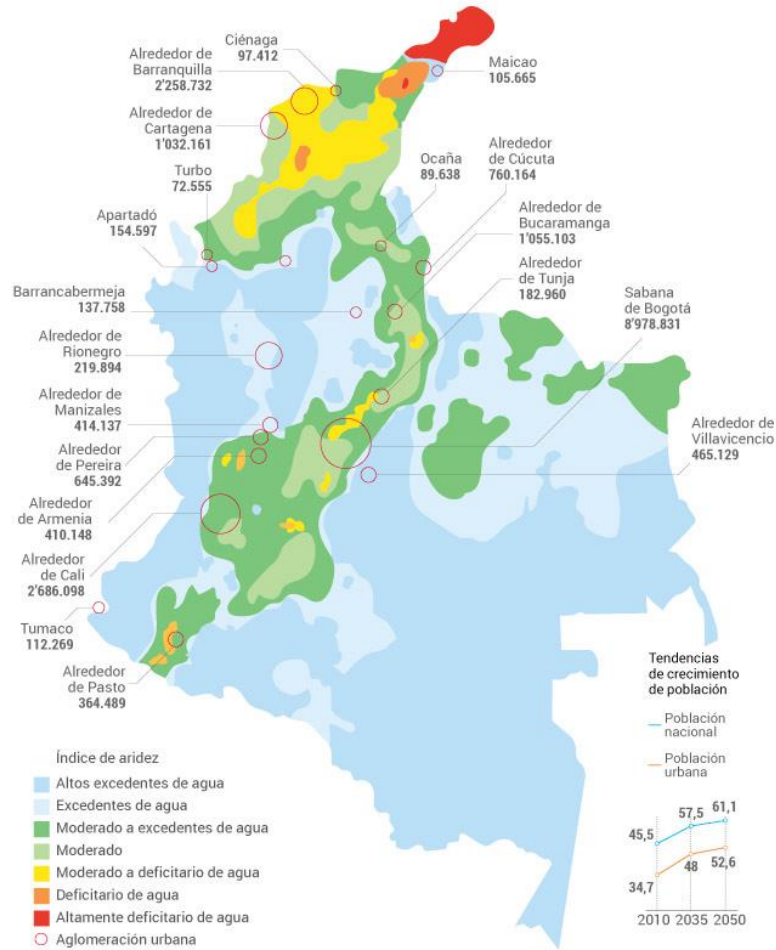 Ciénaga
97.412
Alrededor de
Barranquilla
2'258.732
Maicao
105.665
Alrededor de
Cartagena
1'032.161
Alrededor
de Cúcuta
760.164
Ocaña
89.638
Turbo
72.555
Alrededor de
Bucaramanga
1'055.103
Apartadó
154.597
Alrededor
de Tunja
182.960
Sabana
de Bogotá
8'978.831
Barrancabermeja
137.758
Alrededor de
Rionegro
219.894
Alrededor de
Manizales
414.137
Alrededor de
Villavicencio
465.129
Alrededor
de Pereira
645.392
Alrededor
de Armenia
410.148
Alrededor
de Cali
2'686.098
Tumaco
112.269
Alrededor
de Pasto
364.489
Tendencias
de crecimiento
de población
Población
nacional
Población
urbana
57,5 61,1
45,5
48 52,6
34,7
2010 2035 2050
Índice de aridez
Altos excedentes de agua
Excedentes de agua
Moderado a excedentes de agua
Moderado
Moderado a deficitario de agua
Deficitario de agua
Altamente deficitario de agua
Aglomeración urbana